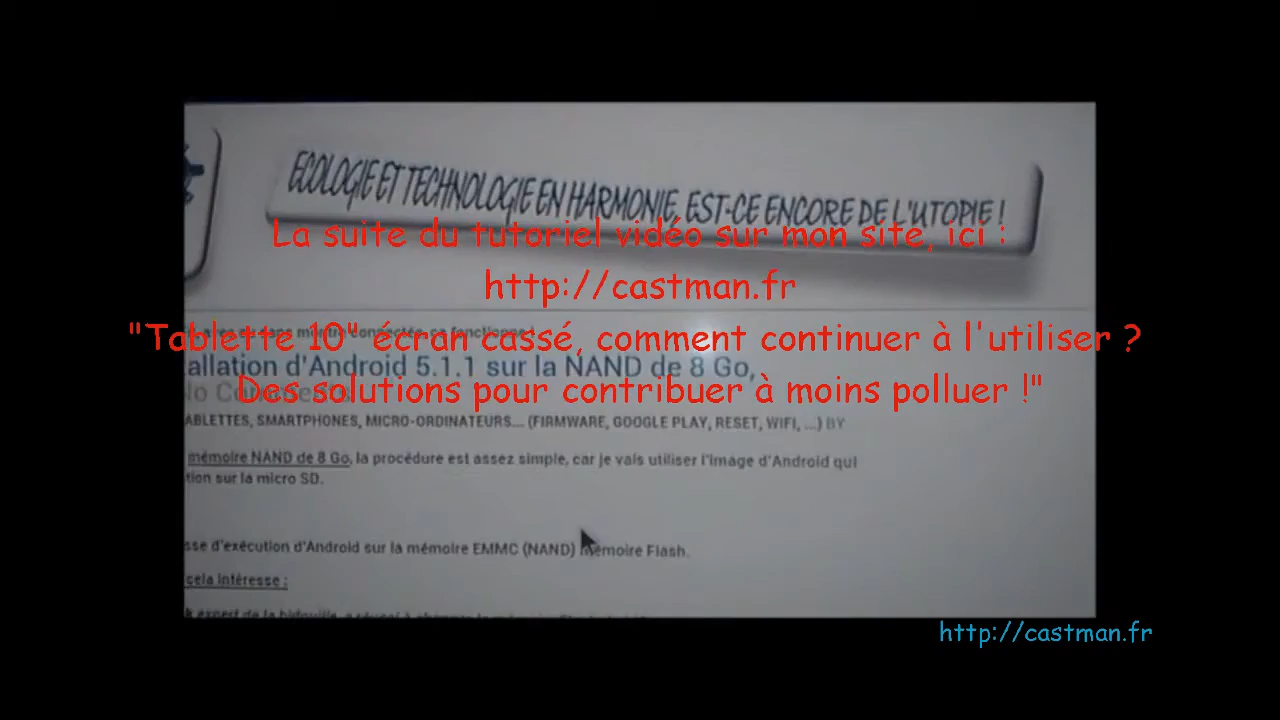 ECOLOGIE ET TECHNOLOGIE EN HARMONIE, EST-CE ENCORE DE L'UTOPIE !
La suite du tutoriel vidéo sur mon site, ici :
http://castman.fr
"Tablette 10" écran cassé, comment continuer à l'utiliser ?
allation d'Android 5.1.1 sur la NAND de 8 Go,
Des solutions pour contribuer à moins polluer !"
No Comments
ABLETTES, SMARTPHONES, MICRO-ORDINATEURS... (FIRMWARE, GOOGLE PLAY, RESET, WIFI, ...) BY
mémoire NAND de 8 Go, la procédure est assez simple, car je vais utiliser l'image d'Android qui
tion sur la micro SD.
sse d'exécution d'Android sur la mémoire EMMC (NAND) mémoire Flash.
cela intéresse :
http://castman.fr